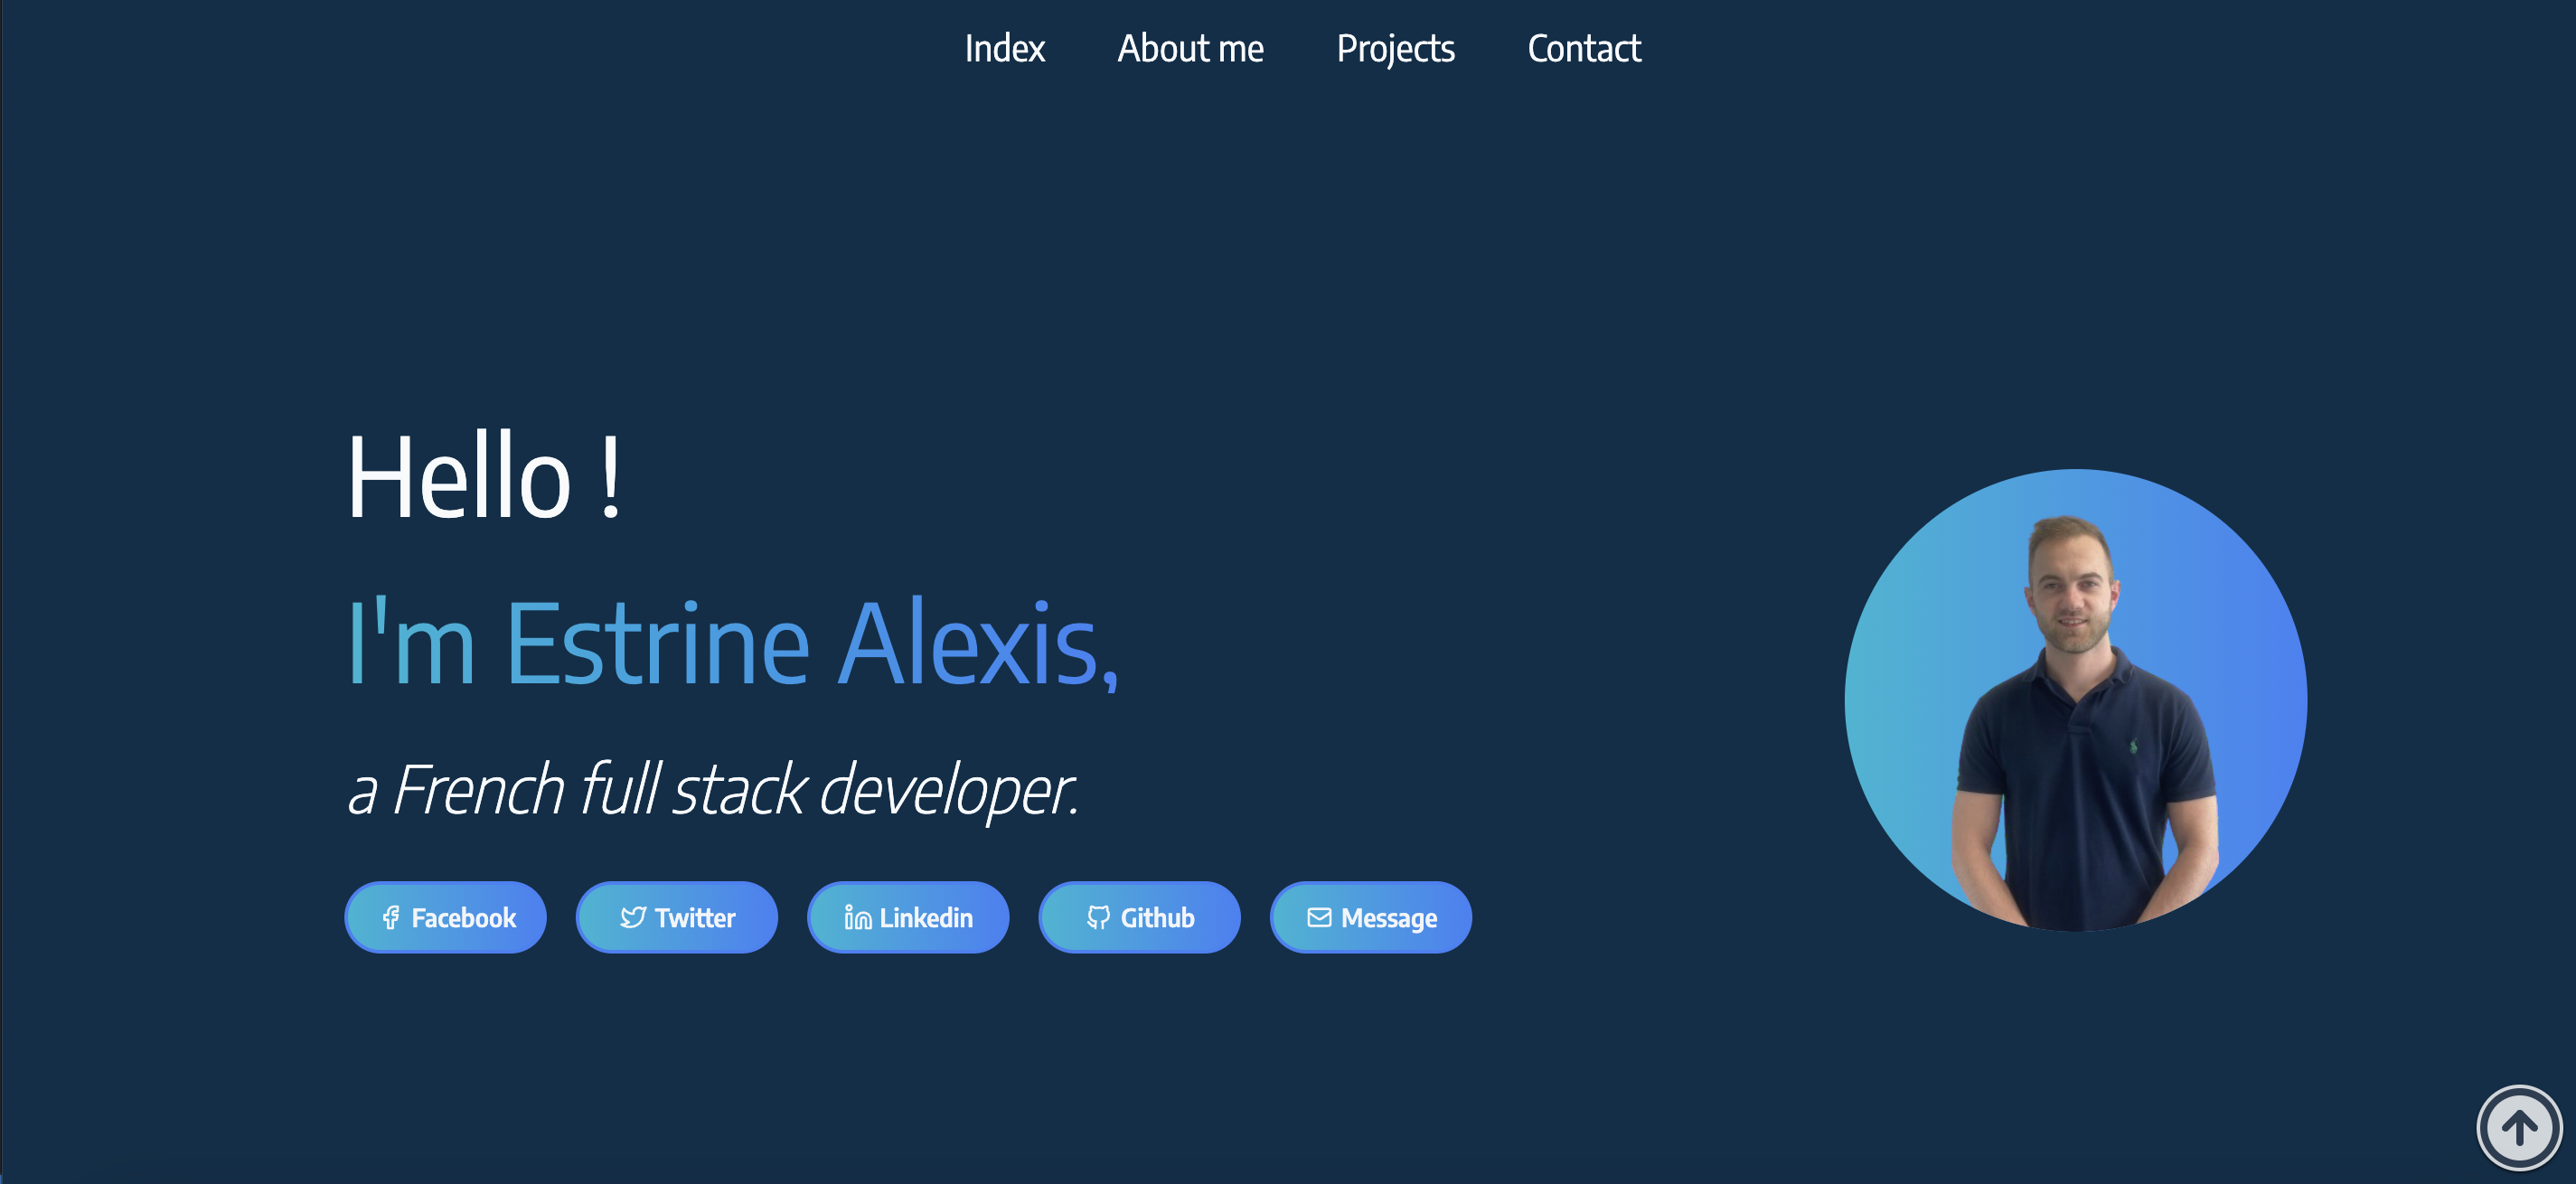 Index About me Projects Contact
Hello !
I'm Estrine Alexis,
a French full stack developer.
Facebook Twitter Linkedin Github Message